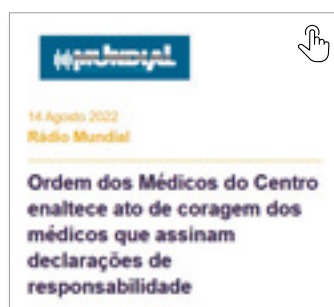 MUNDIAL
14 Agosto 2022
Rádio Mundial
Ordem dos Médicos do Centro
enaltece ato de coragem dos
médicos que assinam
declarações de
responsabilidade